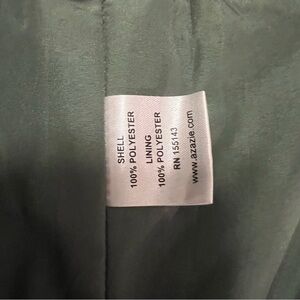 SHELL
100% POLYESTER
LINING
100% POLYESTER
RN 155143
www.azazie.com